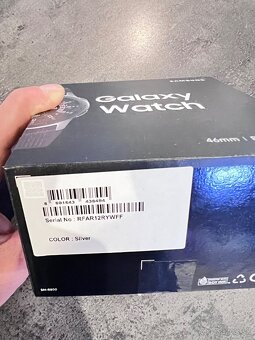 SAMSUNG
Galaxy
Watch
46mm
Serial No : RFAR12RYWFF
COLOR : Silver